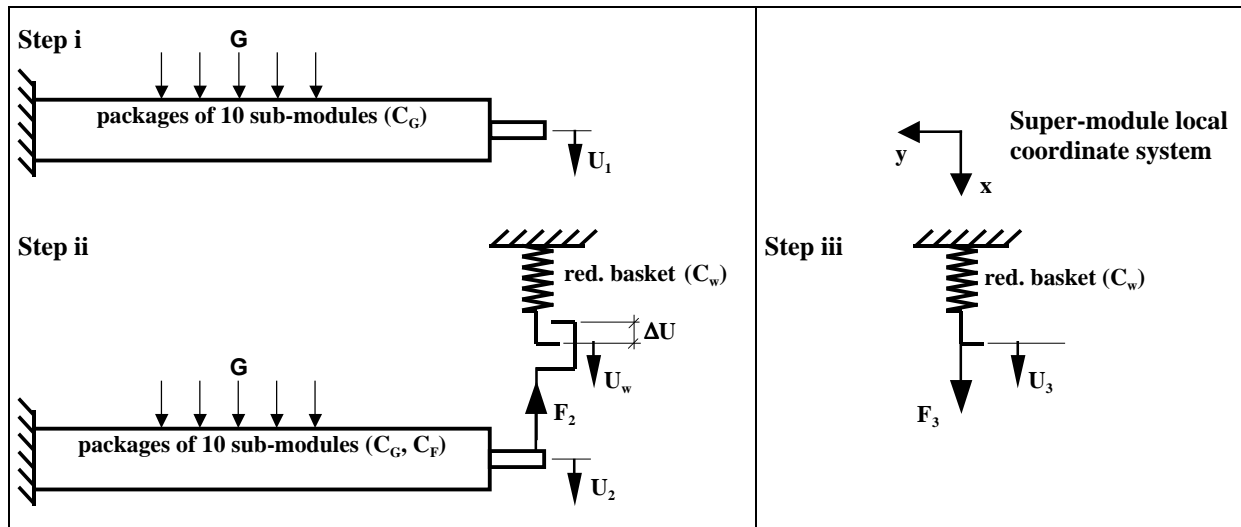 Step i
G
packages of 10 sub-modules (C_G)
U_1
Step ii
red. basket (C_w)
ΔU
U_w
G
F_2
packages of 10 sub-modules (C_G, C_F)
U_2
Super-module local
coordinate system
y
x
Step iii
red. basket (C_w)
U_3
F_3